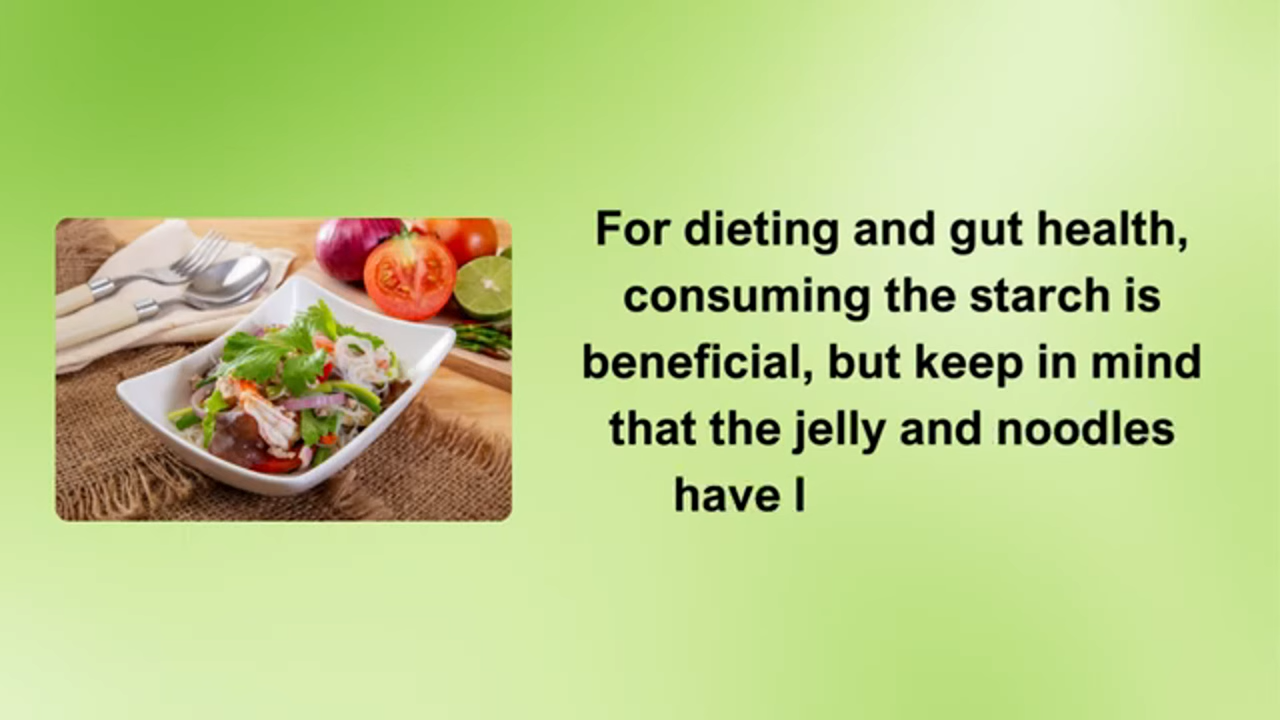 For dieting and gut health,
consuming the starch is
beneficial, but keep in mind
that the jelly and noodles
have l